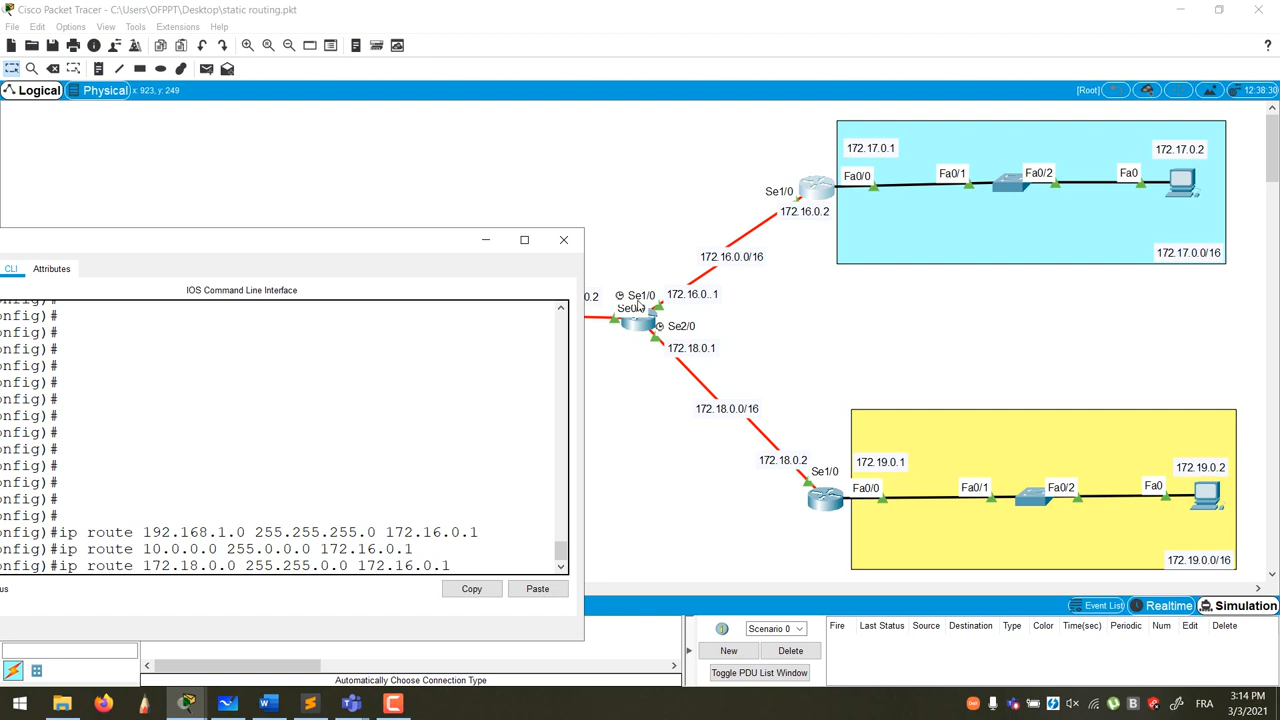 Cisco Packet Tracer - C:\Users\OFPPT\Desktop\static routing.pkt
File Edit Options View Tools Extensions Help
Logical Physical x: 923, y: 249 [Root] 12:38:30
172.17.0.1 172.17.0.2
Fa0/0 Fa0/1 Fa0/2 Fa0
Se1/0
172.16.0.2
172.16.0.0/16 172.17.0.0/16
CLI Attributes
IOS Command Line Interface
0.2 Se1/0 172.16.0..1
Se0/
Se2/0
172.18.0.1
172.18.0.0/16
172.18.0.2 Se1/0 172.19.0.1 172.19.0.2
Fa0/0 Fa0/1 Fa0/2 Fa0
172.19.0.0/16
onfig)#
onfig)#
onfig)#
onfig)#
onfig)#
onfig)#
onfig)#
onfig)#
onfig)#
onfig)#
onfig)#
onfig)#
onfig)#
onfig)#ip route 192.168.1.0 255.255.255.0 172.16.0.1
onfig)#ip route 10.0.0.0 255.0.0.0 172.16.0.1
onfig)#ip route 172.18.0.0 255.255.0.0 172.16.0.1
us Copy Paste
Event List Realtime Simulation
Scenario 0 Fire Last Status Source Destination Type Color Time(sec) Periodic Num Edit Delete
New Delete
Toggle PDU List Window
Automatically Choose Connection Type
FRA 3:14 PM
3/3/2021